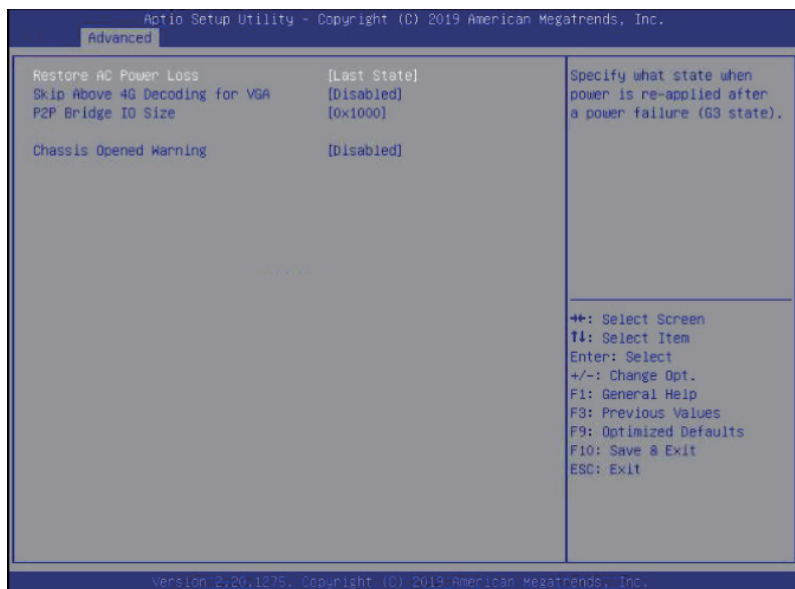 Aptio Setup Utility - Copyright (C) 2019 American Megatrends, Inc.
Advanced
Restore AC Power Loss [Last State]
Skip Above 4G Decoding for VGA [Disabled]
P2P Bridge IO Size [0x1000]
Chassis Opened Warning [Disabled]
Specify what state when
power is re-applied after
a power failure (G3 state).
→←: Select Screen
↑↓: Select Item
Enter: Select
+/-: Change Opt.
F1: General Help
F3: Previous Values
F9: Optimized Defaults
F10: Save & Exit
ESC: Exit
Version 2.20.1275. Copyright (C) 2019 American Megatrends, Inc.